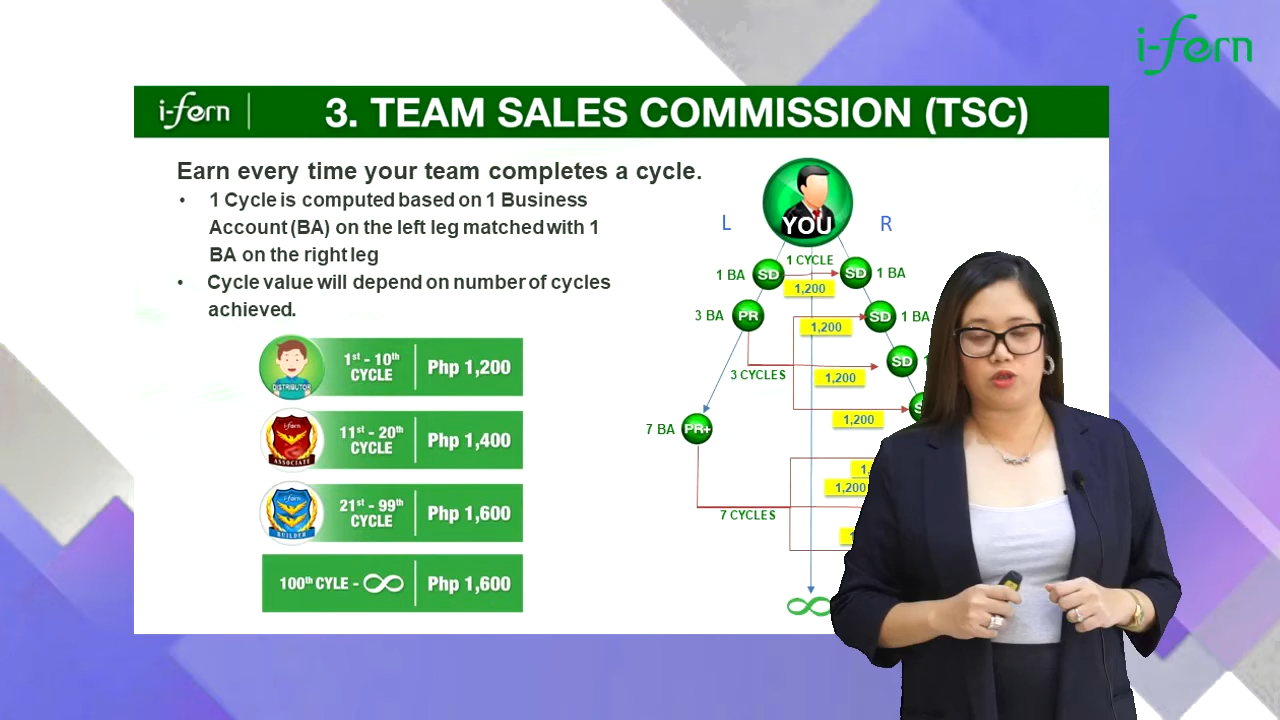 i-fern
i-fern
3. TEAM SALES COMMISSION (TSC)
Earn every time your team completes a cycle.
• 1 Cycle is computed based on 1 Business
Account (BA) on the left leg matched with 1
BA on the right leg
• Cycle value will depend on number of cycles
achieved.
DISTRIBUTOR
1st - 10th
CYCLE
Php 1,200
i-fern
ASSOCIATE
11st - 20th
CYCLE
Php 1,400
i-fern
BUILDER
21st - 99th
CYCLE
Php 1,600
100th CYLE - ∞
Php 1,600
YOU
L
R
1 CYCLE
1 BA
SD
SD
1 BA
1,200
3 BA
PR
SD
1 BA
1,200
SD
3 CYCLES
1,200
1,200
7 BA
PR+
1,200
7 CYCLES
∞